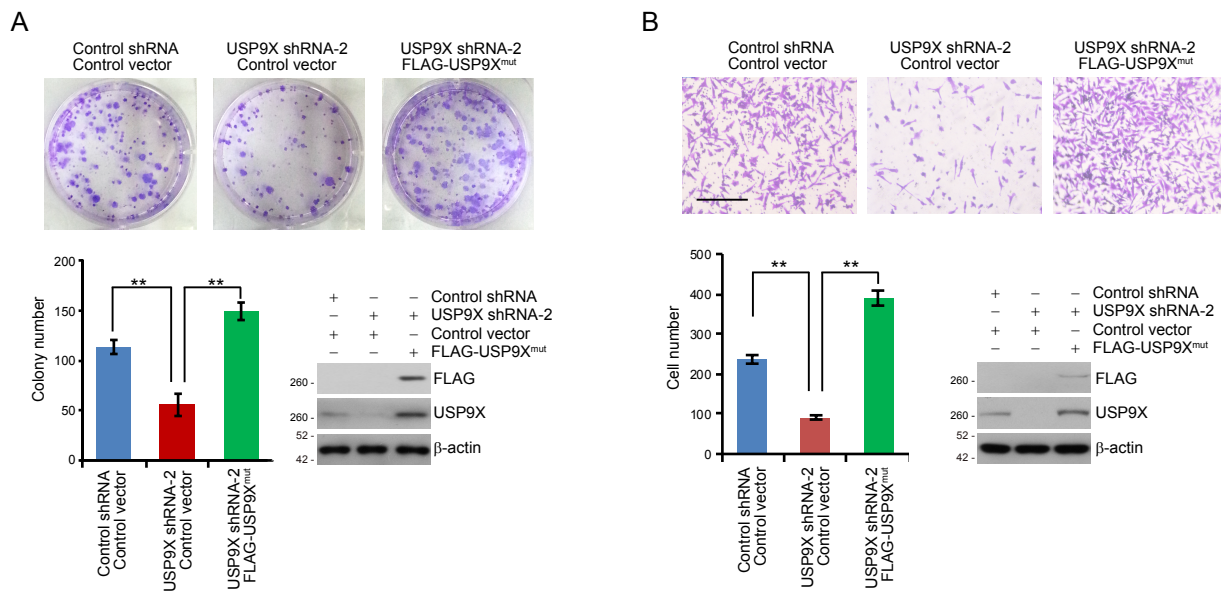 A
Control shRNA
Control vector
USP9X shRNA-2
Control vector
USP9X shRNA-2
FLAG-USP9Xmut
200
150
100
50
0
Colony number
**
**
Control shRNA
Control vector
USP9X shRNA-2
Control vector
USP9X shRNA-2
FLAG-USP9Xmut
+ − − Control shRNA
− + + USP9X shRNA-2
+ + − Control vector
− − + FLAG-USP9Xmut
260 - FLAG
260 - USP9X
52 -
42 - β-actin
B
Control shRNA
Control vector
USP9X shRNA-2
Control vector
USP9X shRNA-2
FLAG-USP9Xmut
500
400
300
200
100
0
Cell number
**
**
Control shRNA
Control vector
USP9X shRNA-2
Control vector
USP9X shRNA-2
FLAG-USP9Xmut
+ − − Control shRNA
− + + USP9X shRNA-2
+ + − Control vector
− − + FLAG-USP9Xmut
260 - FLAG
260 - USP9X
52 -
42 - β-actin